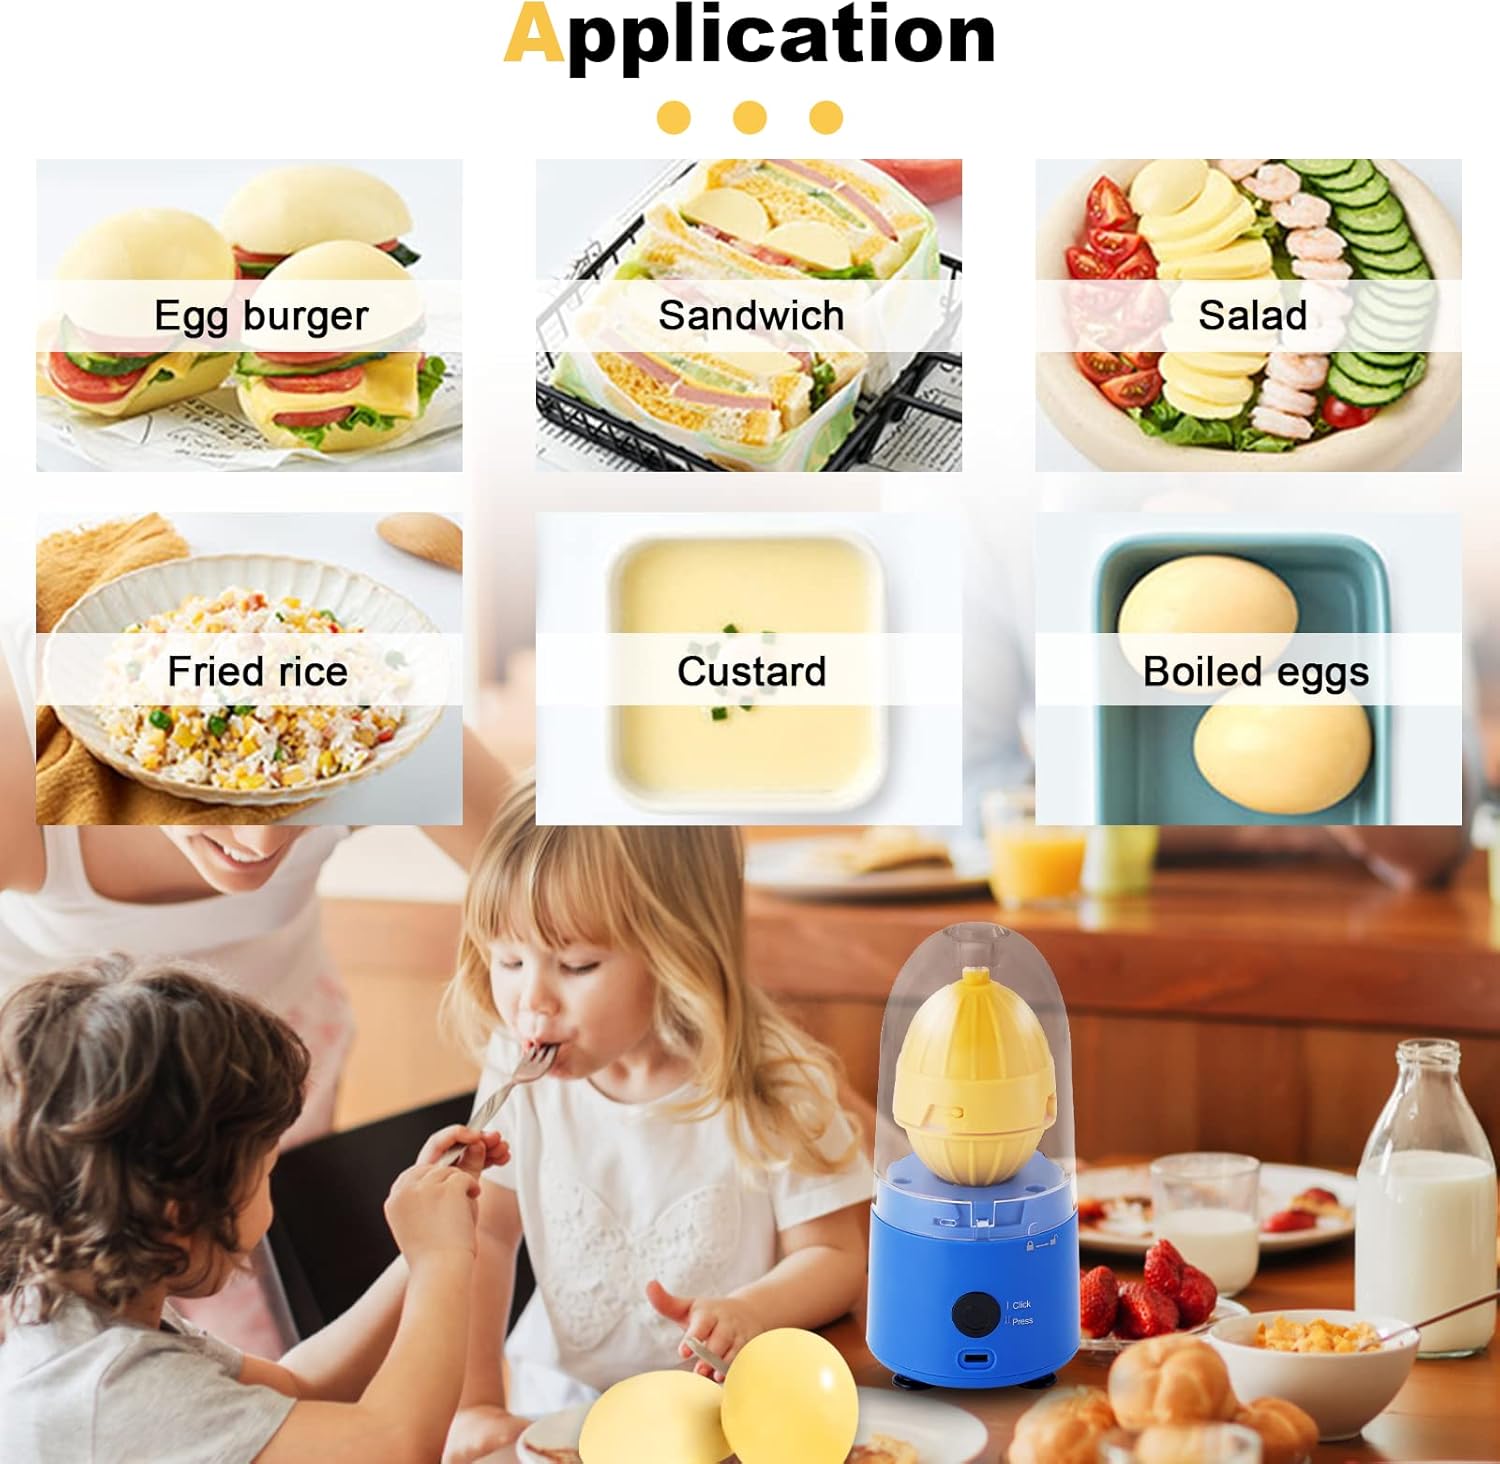 Application
Egg burger
Sandwich
Salad
Fried rice
Custard
Boiled eggs
Click
Press